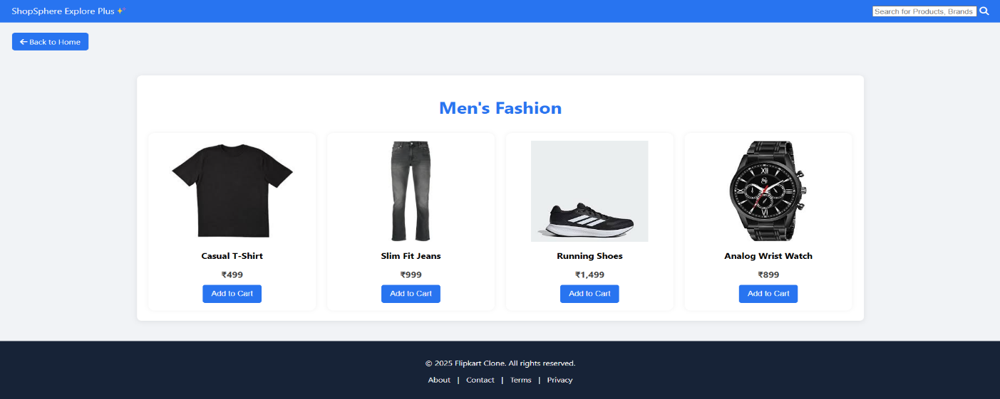 ShopSphere Explore Plus ✨
Search for Products, Brands
← Back to Home
Men's Fashion
XII
Casual T-Shirt
Slim Fit Jeans
Running Shoes
Analog Wrist Watch
₹499
₹999
₹1,499
₹899
Add to Cart
Add to Cart
Add to Cart
Add to Cart
© 2025 Flipkart Clone. All rights reserved.
About | Contact | Terms | Privacy